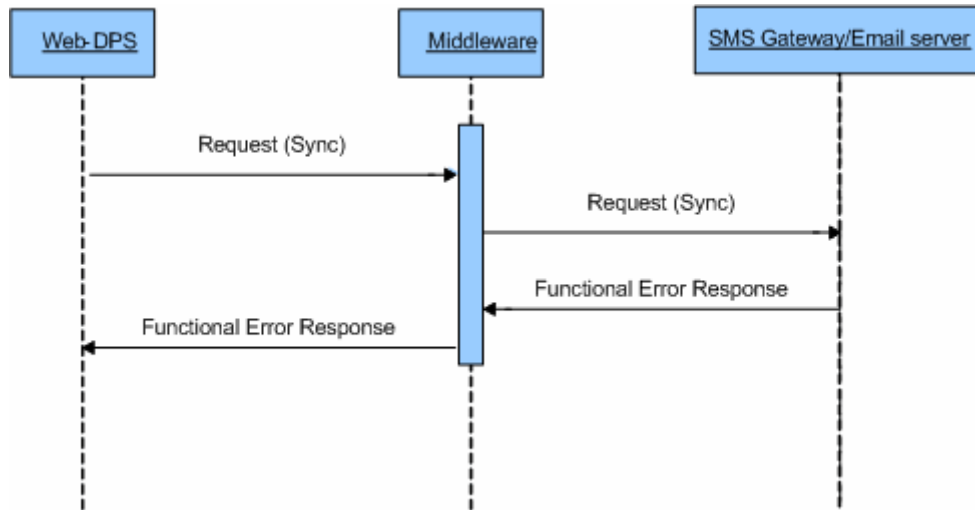 Web-DPS
Middleware
SMS Gateway/Email server
Request (Sync)
Request (Sync)
Functional Error Response
Functional Error Response